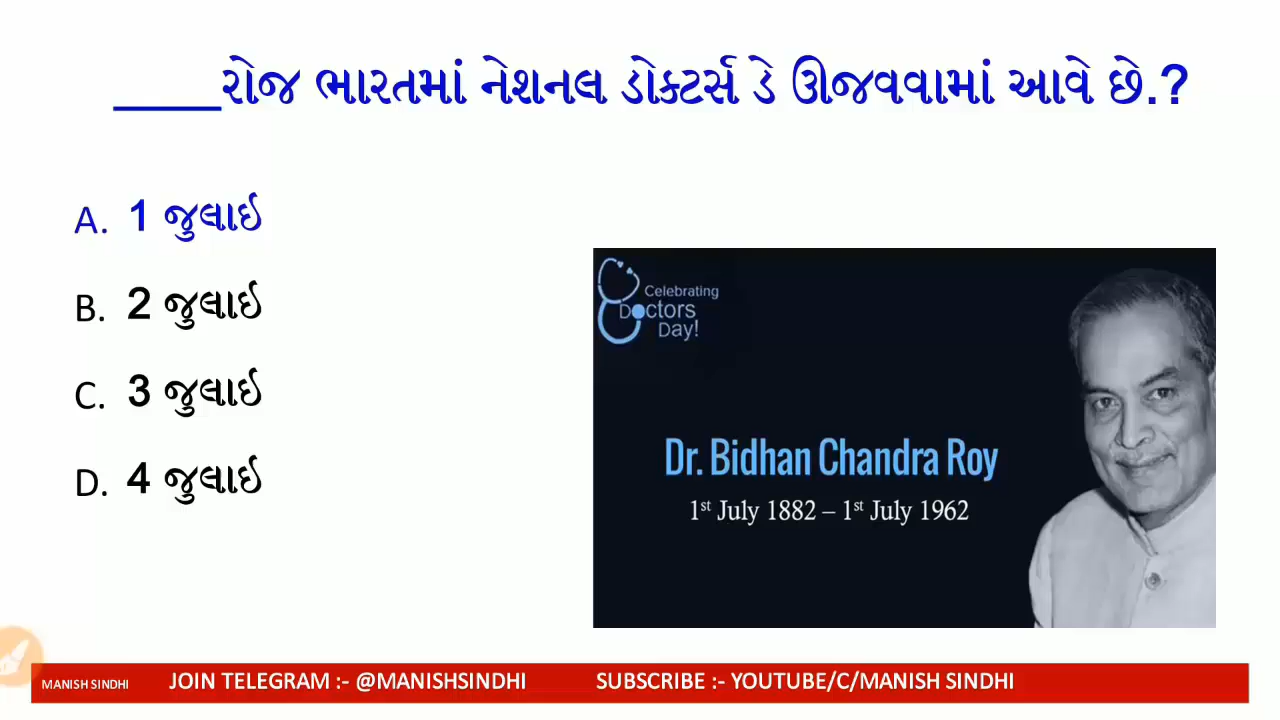 ____રોજ ભારતમાં નેશનલ ડોક્ટર્સ ડે ઊજવવામાં આવે છે.?
A. 1 જુલાઈ
B. 2 જુલાઈ
C. 3 જુલાઈ
D. 4 જુલાઈ
Celebrating
Doctors
Day!
Dr. Bidhan Chandra Roy
1st July 1882 – 1st July 1962
MANISH SINDHI JOIN TELEGRAM :- @MANISHSINDHI SUBSCRIBE :- YOUTUBE/C/MANISH SINDHI